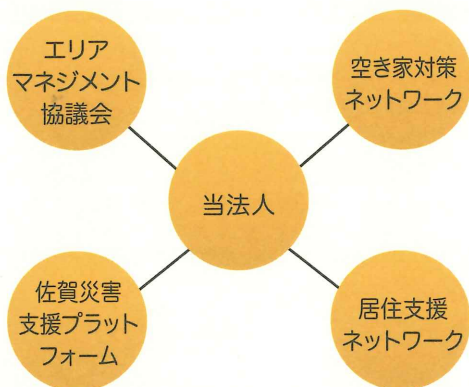 エリア
マネジメント
協議会
空き家対策
ネットワーク
当法人
佐賀災害
支援プラット
フォーム
居住支援
ネットワーク